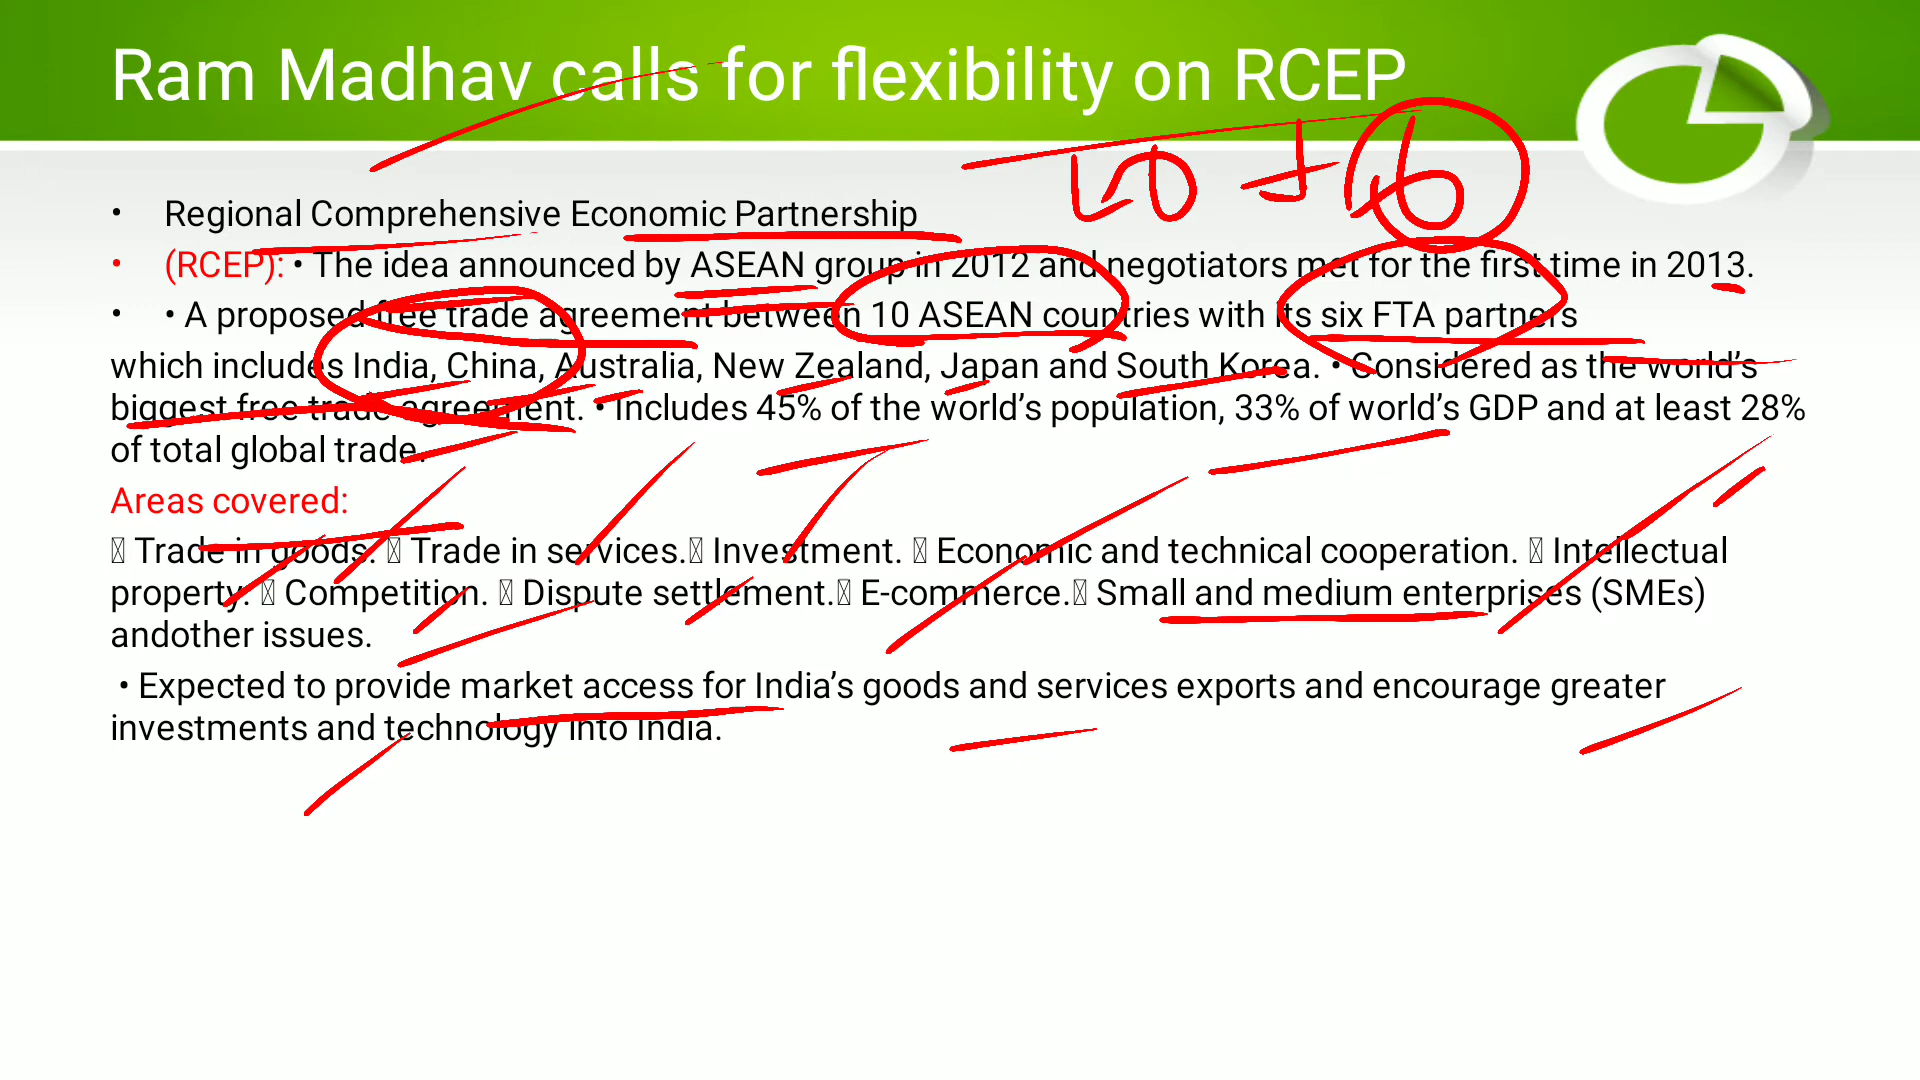 Ram Madhav calls for flexibility on RCEP
10 + 6
• Regional Comprehensive Economic Partnership
• (RCEP): • The idea announced by ASEAN group in 2012 and negotiators met for the first time in 2013.
• • A proposed free trade agreement between 10 ASEAN countries with its six FTA partners
which includes India, China, Australia, New Zealand, Japan and South Korea. • Considered as the world's
biggest free trade agreement. • Includes 45% of the world's population, 33% of world's GDP and at least 28%
of total global trade.
Areas covered:
Trade in goods. Trade in services. Investment. Economic and technical cooperation. Intellectual
property. Competition. Dispute settlement. E-commerce. Small and medium enterprises (SMEs)
andother issues.
• Expected to provide market access for India's goods and services exports and encourage greater
investments and technology into India.